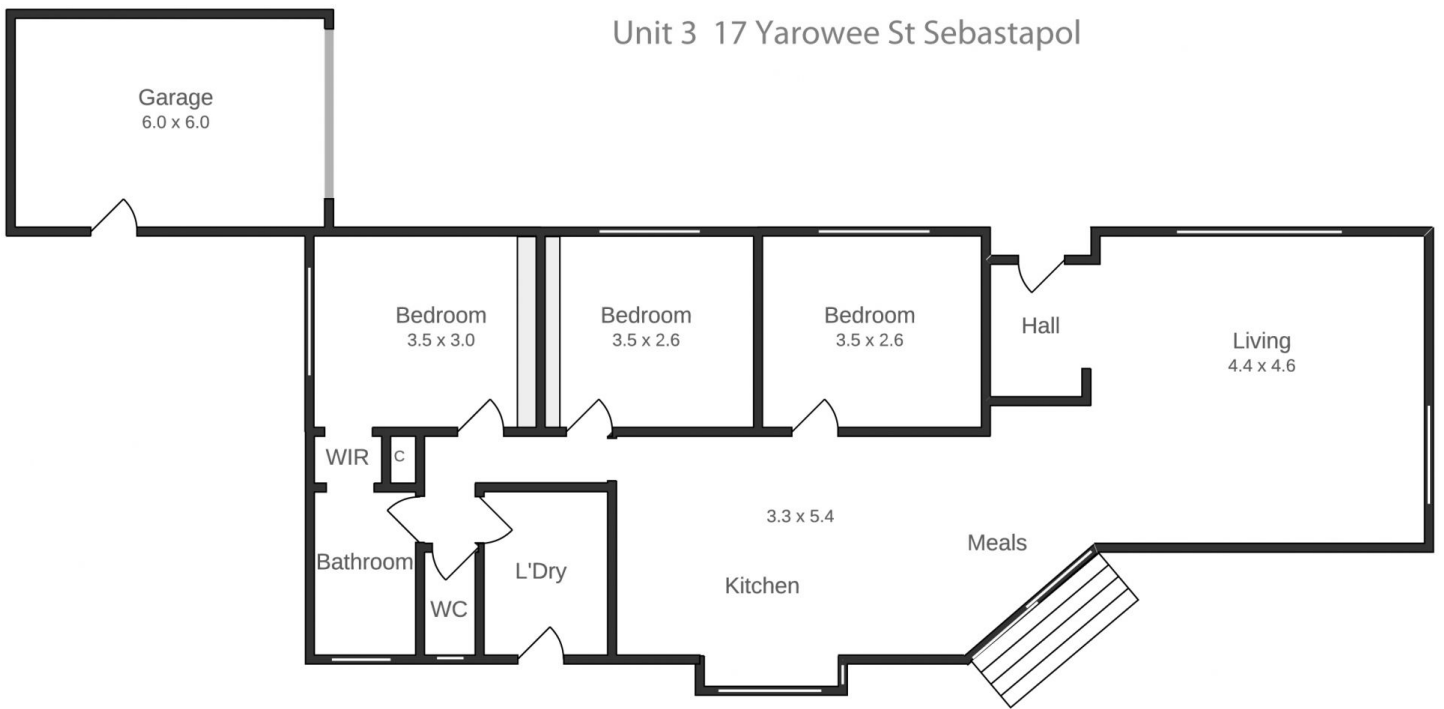 Unit 3 17 Yarowee St Sebastapol
Garage
6.0 x 6.0
Bedroom
3.5 x 3.0
Bedroom
3.5 x 2.6
Bedroom
3.5 x 2.6
Hall
Living
4.4 x 4.6
WIR
C
3.3 x 5.4
Meals
Bathroom
L'Dry
Kitchen
WC